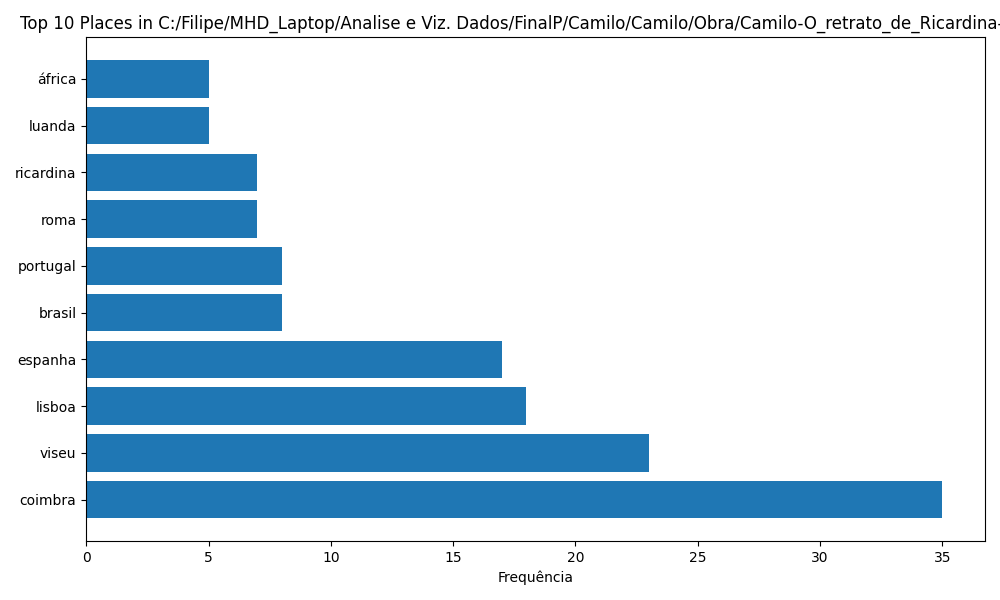 Top 10 Places in C:/Filipe/MHD_Laptop/Analise e Viz. Dados/FinalP/Camilo/Camilo/Obra/Camilo-O_retrato_de_Ricardina-
áfrica
luanda
ricardina
roma
portugal
brasil
espanha
lisboa
viseu
coimbra
0 5 10 15 20 25 30 35
Frequência